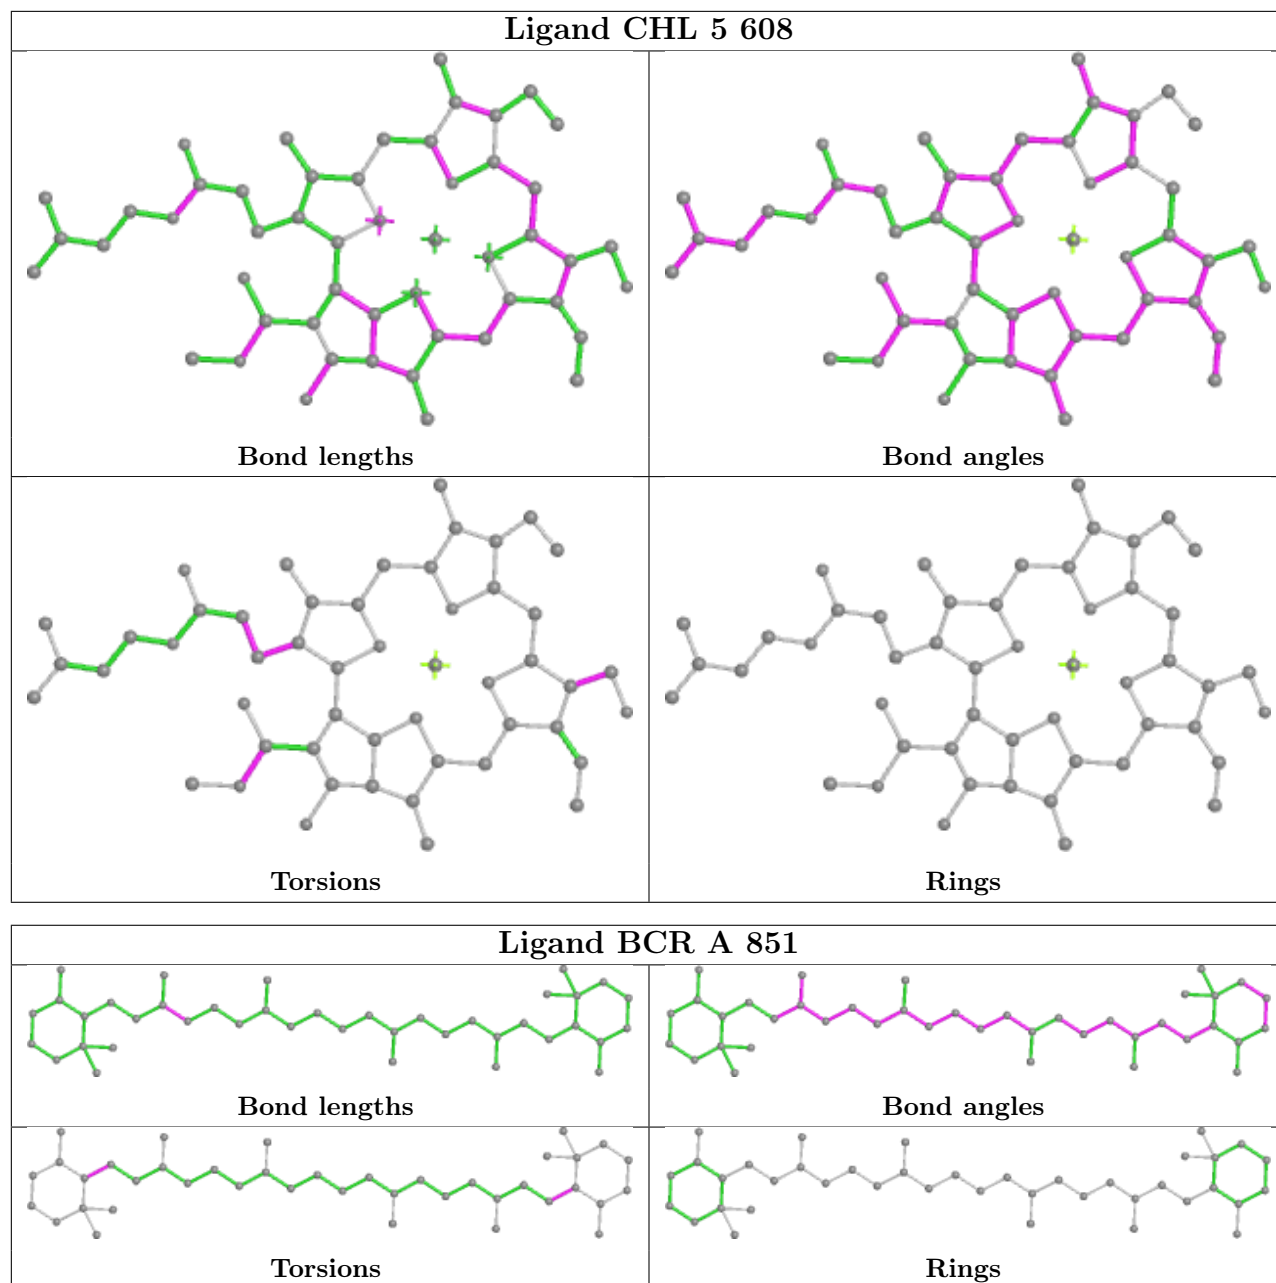 Ligand CHL 5 608
Bond lengths
Bond angles
Torsions
Rings
Ligand BCR A 851
Bond lengths
Bond angles
Torsions
Rings